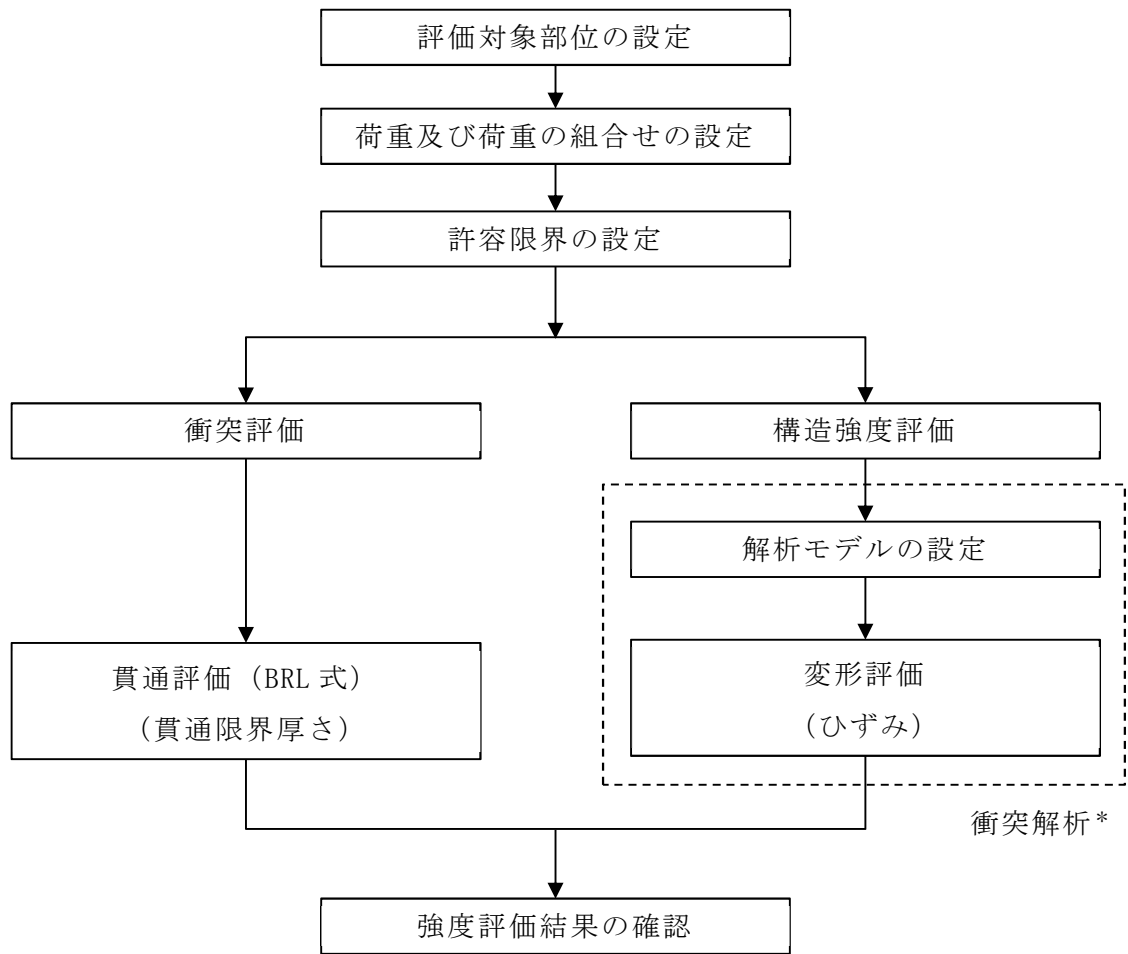 評価対象部位の設定
荷重及び荷重の組合せの設定
許容限界の設定
衝突評価
構造強度評価
解析モデルの設定
貫通評価（BRL 式）
（貫通限界厚さ）
変形評価
（ひずみ）
衝突解析*
強度評価結果の確認